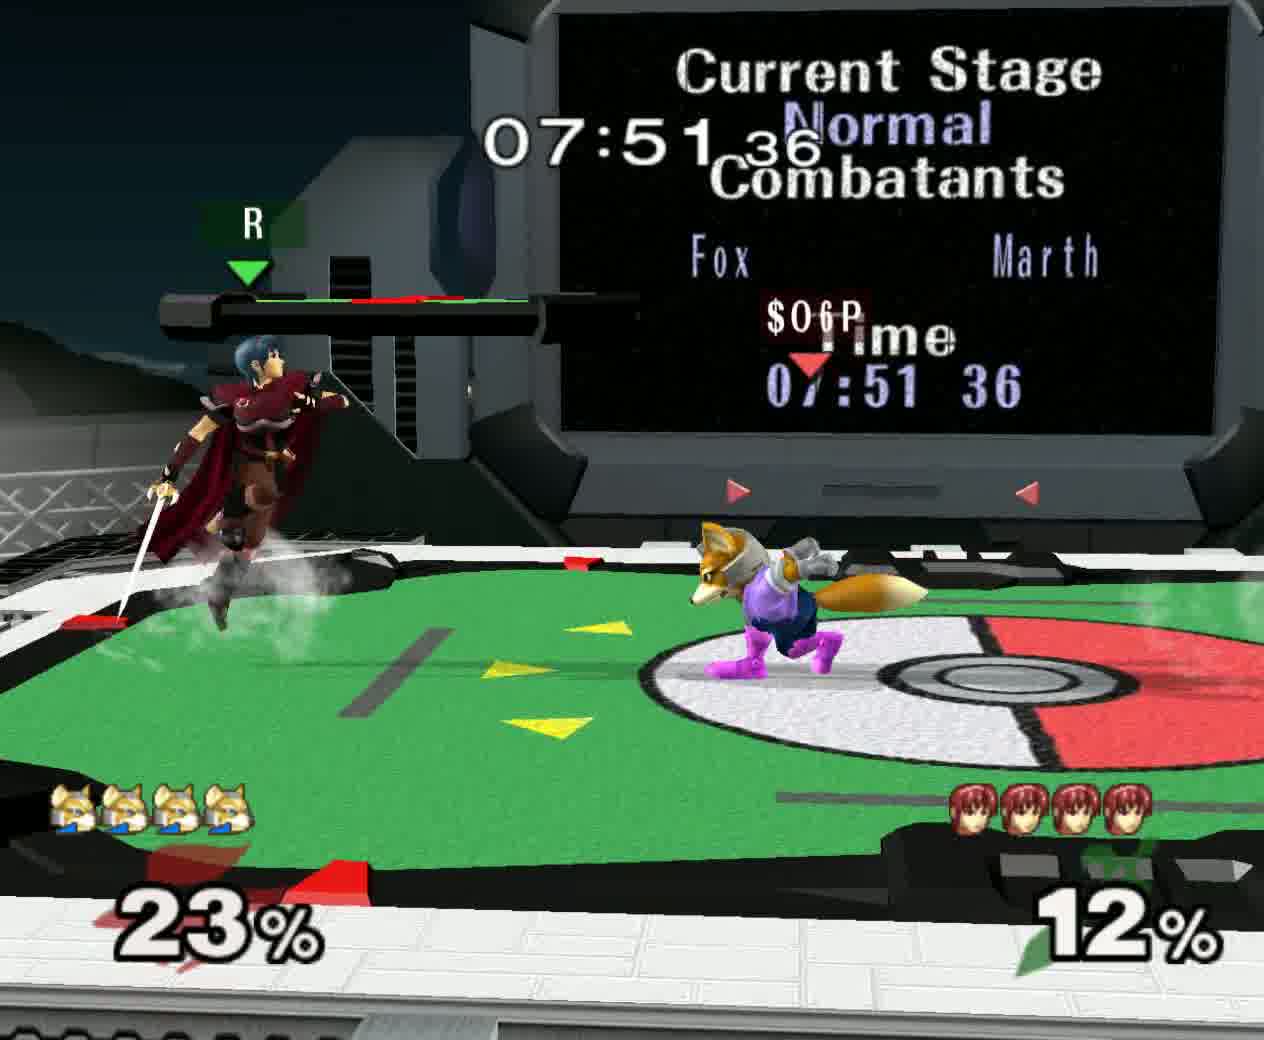 Current Stage
Normal
07:51 36
Combatants
R
Fox Marth
$06P
Time
07:51 36
23%
12%